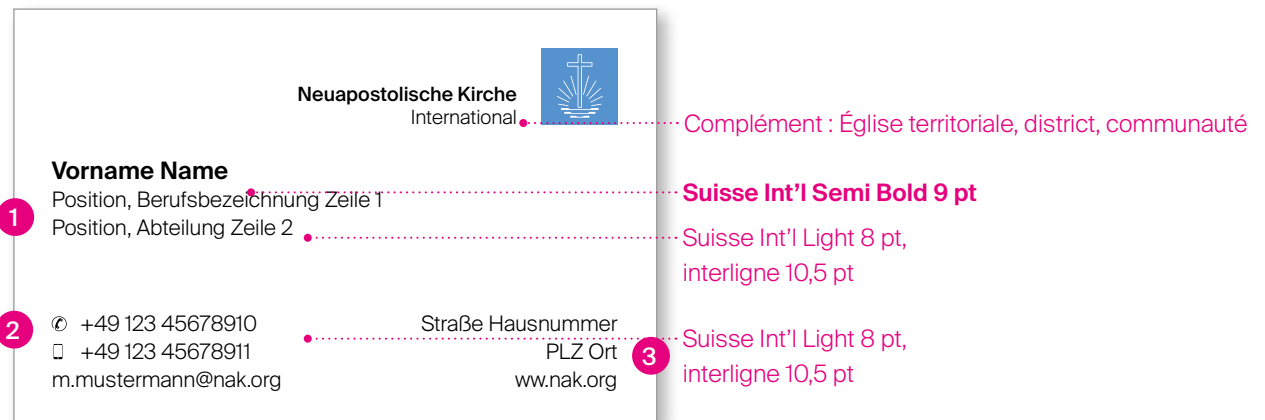 Neuapostolische Kirche
International
Complément : Église territoriale, district, communauté
Vorname Name
Position, Berufsbezeichnung Zeile 1
Position, Abteilung Zeile 2
1
Suisse Int’l Semi Bold 9 pt
Suisse Int’l Light 8 pt,
interligne 10,5 pt
2
✆ +49 123 45678910
+49 123 45678911
m.mustermann@nak.org
Straße Hausnummer
PLZ Ort
ww.nak.org
3
Suisse Int’l Light 8 pt,
interligne 10,5 pt